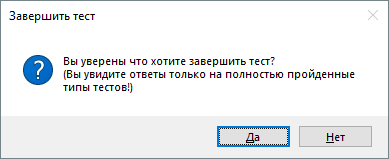 Завершить тест
Вы уверены что хотите завершить тест?
(Вы увидите ответы только на полностью пройденные
типы тестов!)
Да
Нет